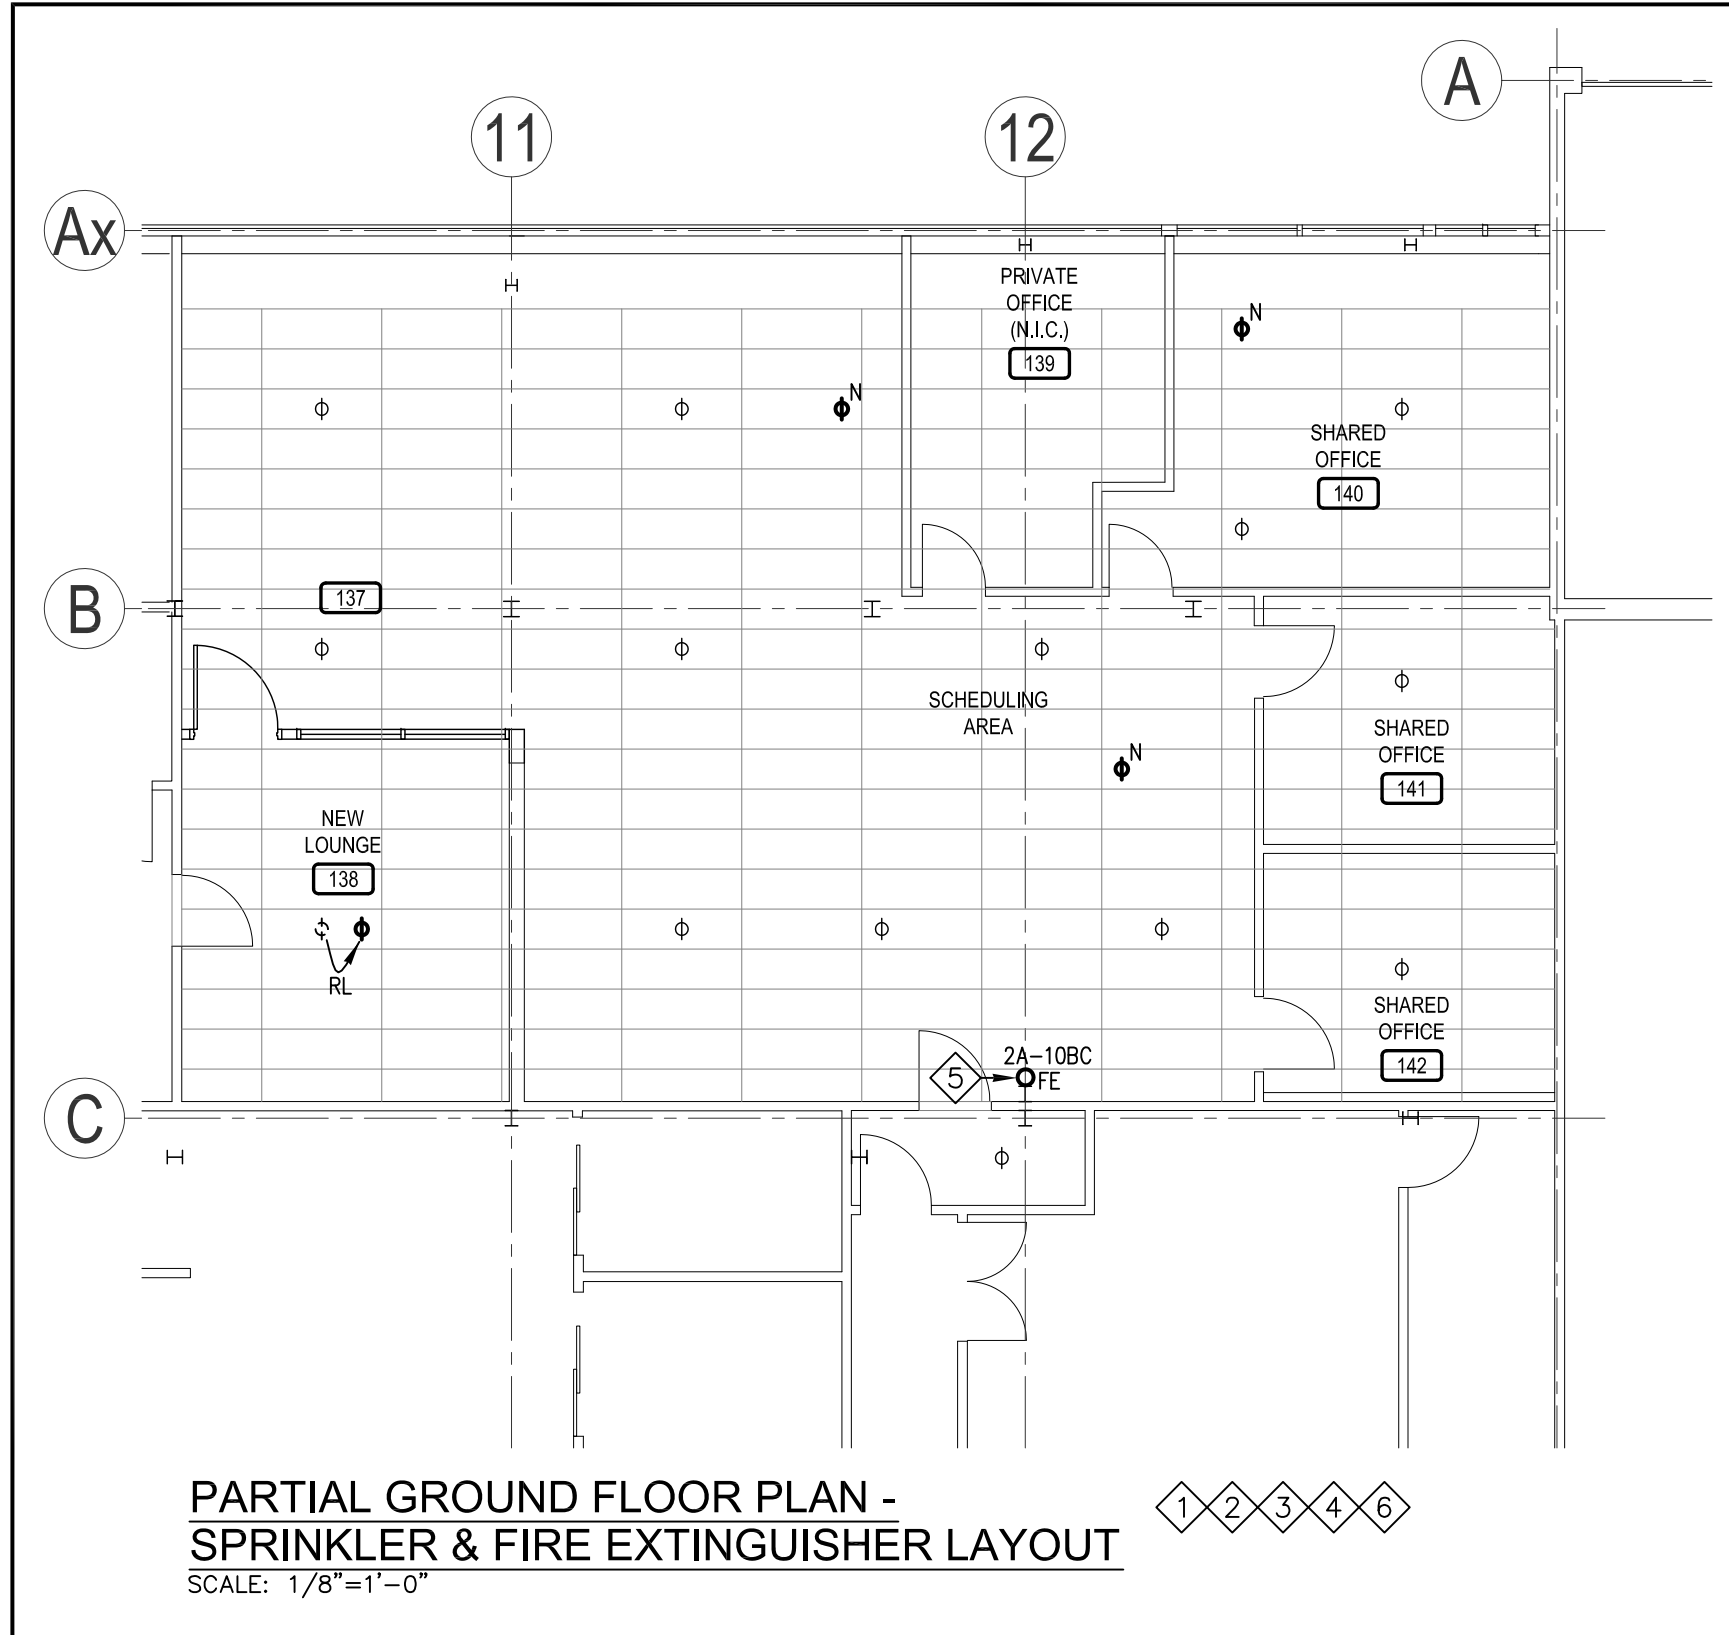 A
11
12
Ax
PRIVATE
OFFICE
(N.I.C.)
139
N
N
SHARED
OFFICE
140
137
B
SCHEDULING
AREA
N
SHARED
OFFICE
141
NEW
LOUNGE
138
RL
SHARED
OFFICE
142
2A-10BC
5
FE
C
PARTIAL GROUND FLOOR PLAN -
SPRINKLER & FIRE EXTINGUISHER LAYOUT
SCALE: 1/8"=1'-0"
1 2 3 4 6